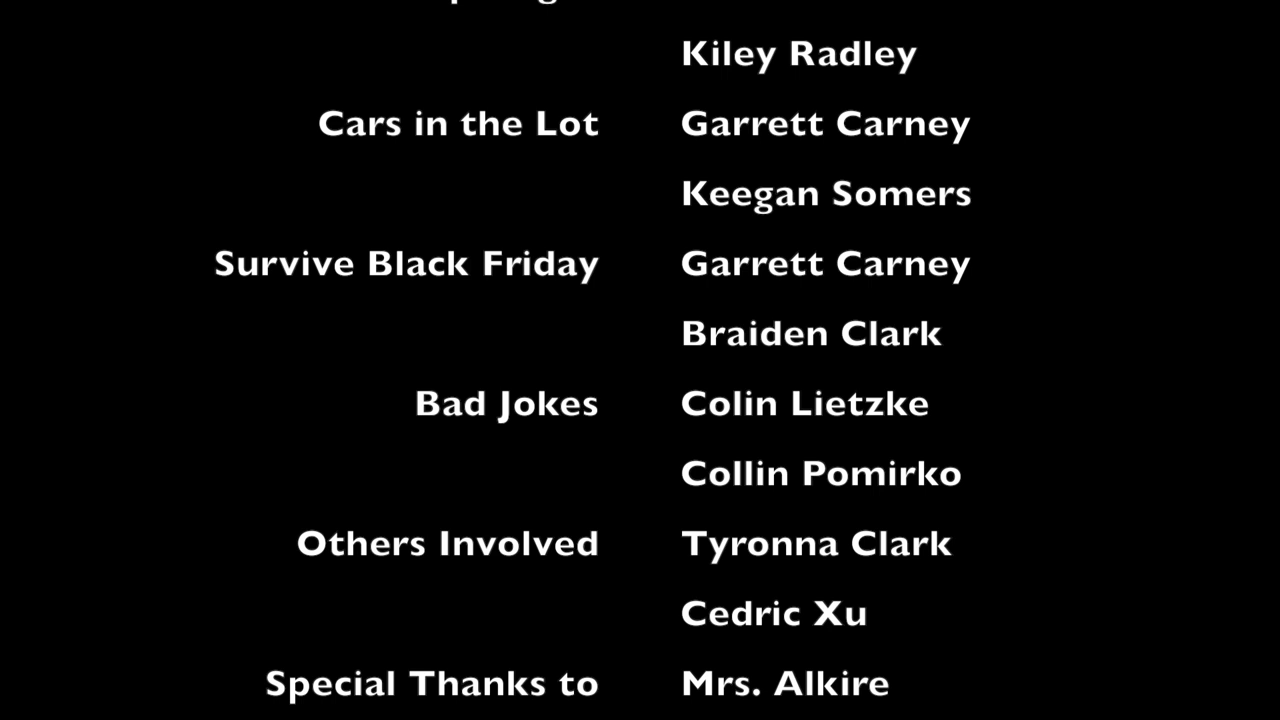 Kiley Radley
Cars in the Lot Garrett Carney
Keegan Somers
Survive Black Friday Garrett Carney
Braiden Clark
Bad Jokes Colin Lietzke
Collin Pomirko
Others Involved Tyronna Clark
Cedric Xu
Special Thanks to Mrs. Alkire